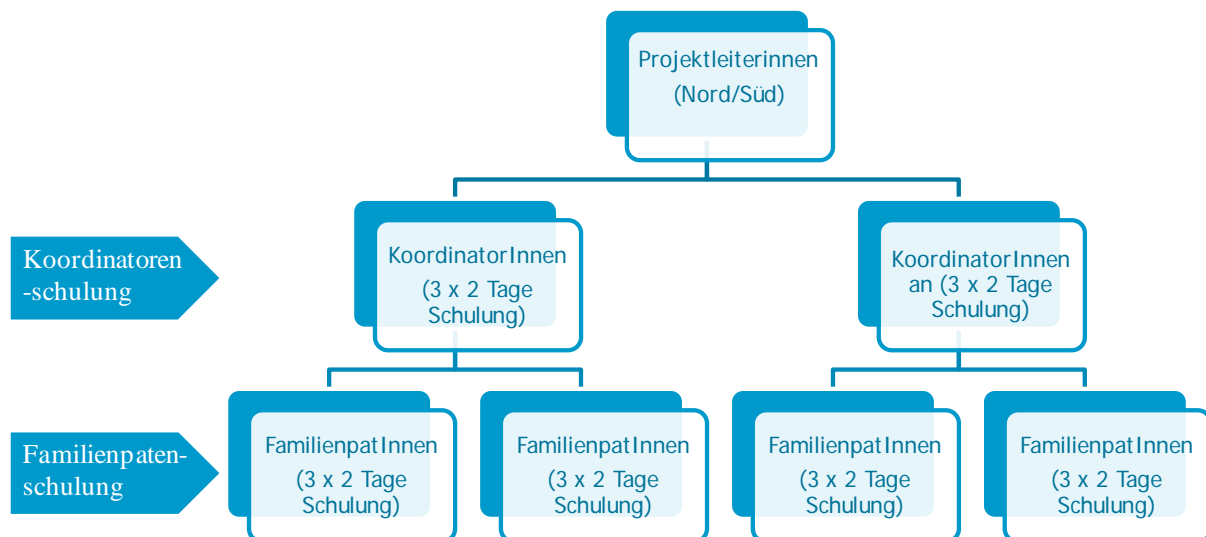 Projektleiterinnen
(Nord/Süd)
Koordinatoren
-schulung
KoordinatorInnen
(3 x 2 Tage
Schulung)
KoordinatorInnen
an (3 x 2 Tage
Schulung)
Familienpaten-
schulung
FamilienpatInnen
(3 x 2 Tage
Schulung)
FamilienpatInnen
(3 x 2 Tage
Schulung)
FamilienpatInnen
(3 x 2 Tage
Schulung)
FamilienpatInnen
(3 x 2 Tage
Schulung)